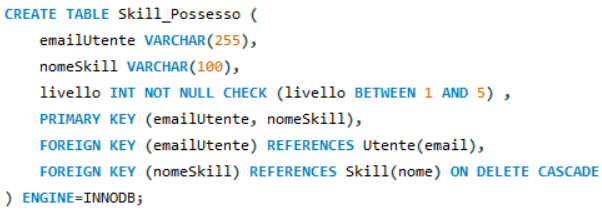 CREATE TABLE Skill_Possesso (
    emailUtente VARCHAR(255),
    nomeSkill VARCHAR(100),
    livello INT NOT NULL CHECK (livello BETWEEN 1 AND 5) ,
    PRIMARY KEY (emailUtente, nomeSkill),
    FOREIGN KEY (emailUtente) REFERENCES Utente(email),
    FOREIGN KEY (nomeSkill) REFERENCES Skill(nome) ON DELETE CASCADE
) ENGINE=INNODB;